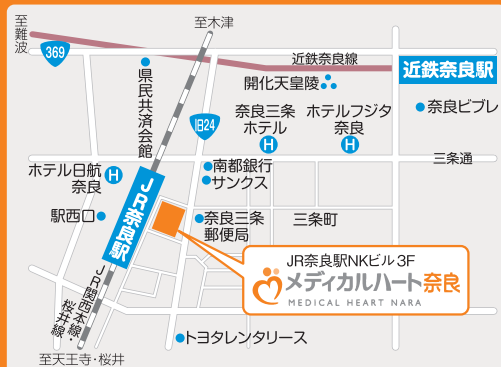 至難波
369
至木津
近鉄奈良線
近鉄奈良駅
開化天皇陵
県民共済会館
旧24
奈良三条
ホテル
H
ホテルフジタ
奈良
H
奈良ビブレ
三条通
ホテル日航
奈良
H
南都銀行
サンクス
JR奈良駅
駅西口
奈良三条
郵便局
三条町
JR奈良駅NKビル3F
メディカルハート奈良
MEDICAL HEART NARA
JR関西本線・
桜井線
トヨタレンタリース
至天王寺・桜井